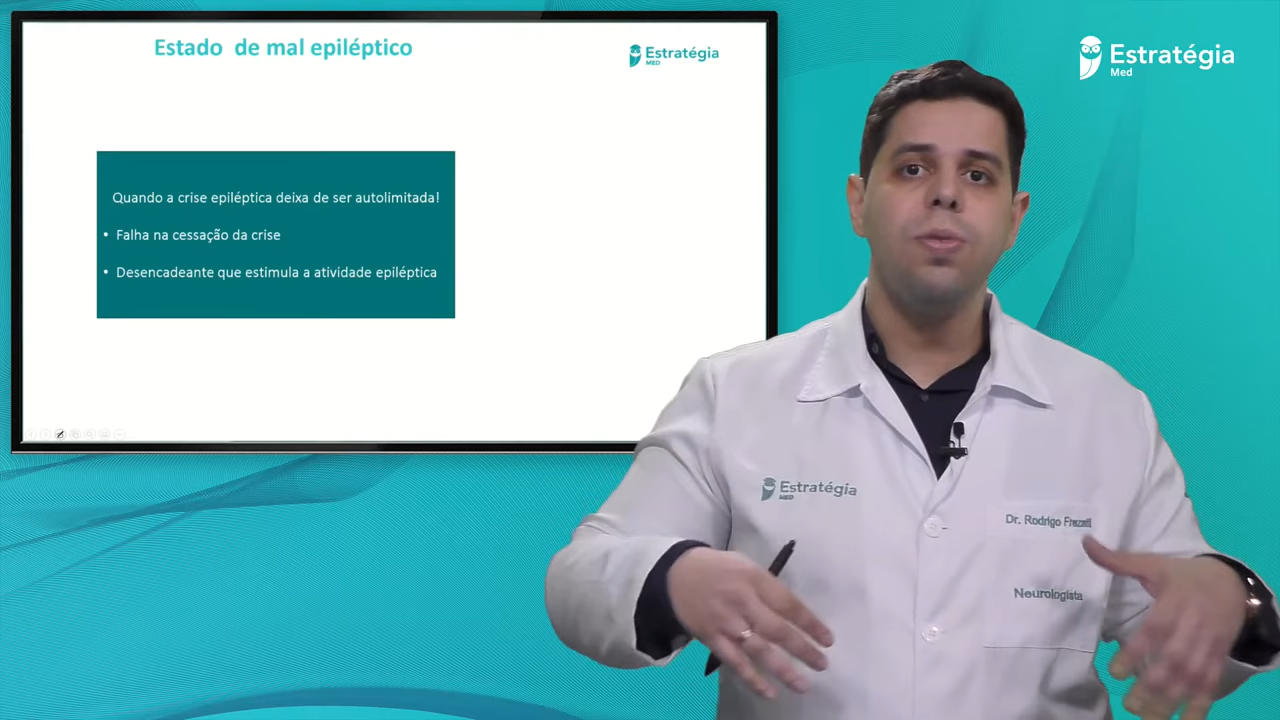 Estado de mal epiléptico
Estratégia
MED
Estratégia
Med
Quando a crise epiléptica deixa de ser autolimitada!
• Falha na cessação da crise
• Desencadeante que estimula a atividade epiléptica
Estratégia
MED
Dr. Rodrigo
Neurologista